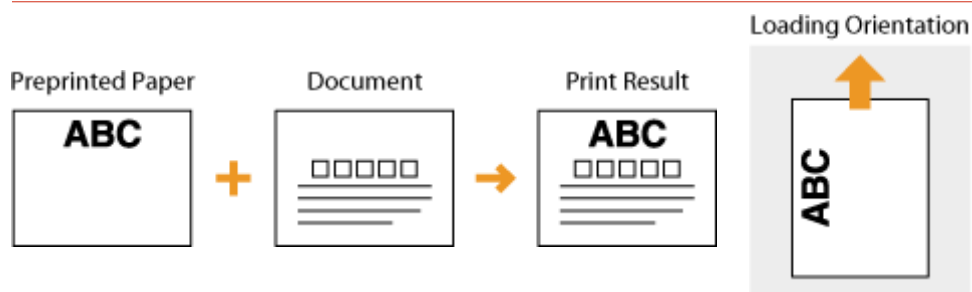 Loading Orientation
Preprinted Paper
Document
Print Result
ABC
ABC
ABC